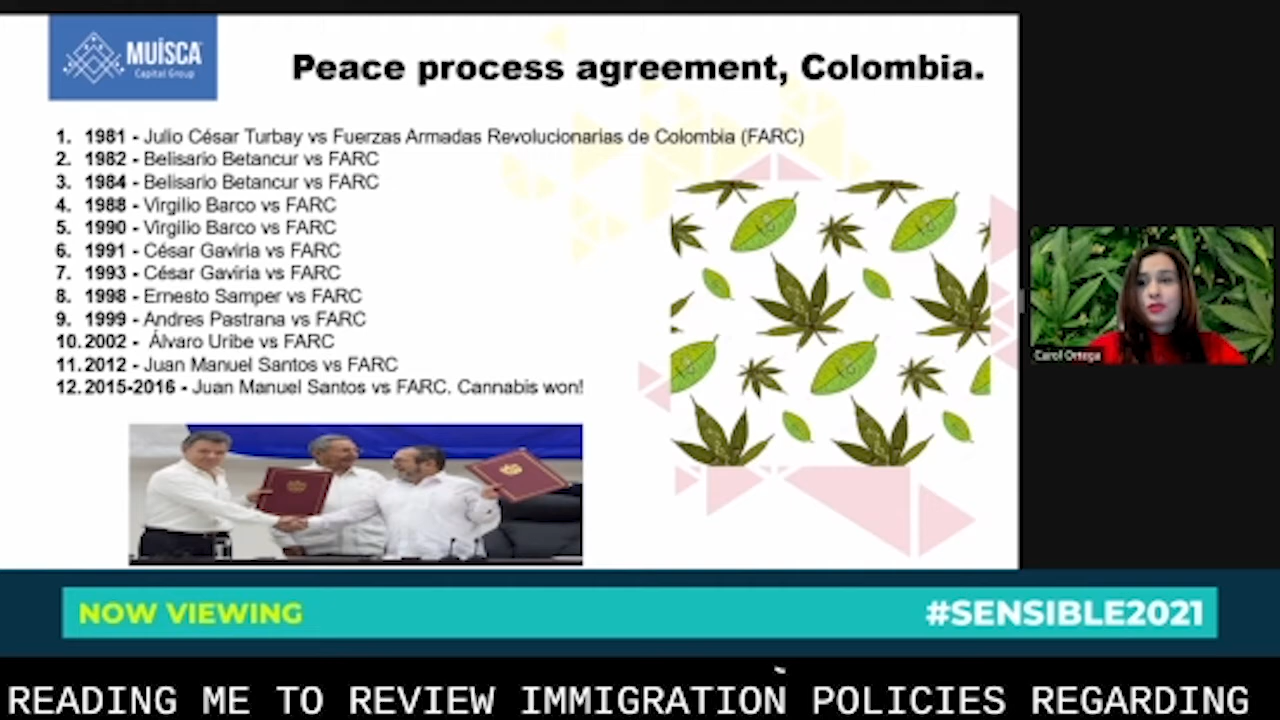 MUÍSCA
Capital Group
Peace process agreement, Colombia.
1. 1981 - Julio César Turbay vs Fuerzas Armadas Revolucionarias de Colombia (FARC)
2. 1982 - Belisario Betancur vs FARC
3. 1984 - Belisario Betancur vs FARC
4. 1988 - Virgilio Barco vs FARC
5. 1990 - Virgilio Barco vs FARC
6. 1991 - César Gaviria vs FARC
7. 1993 - César Gaviria vs FARC
8. 1998 - Ernesto Samper vs FARC
9. 1999 - Andres Pastrana vs FARC
10. 2002 - Álvaro Uribe vs FARC
11. 2012 - Juan Manuel Santos vs FARC
12. 2015-2016 - Juan Manuel Santos vs FARC. Cannabis won!
Carol Ortega
NOW VIEWING
#SENSIBLE2021
READING ME TO REVIEW IMMIGRATION POLICIES REGARDING